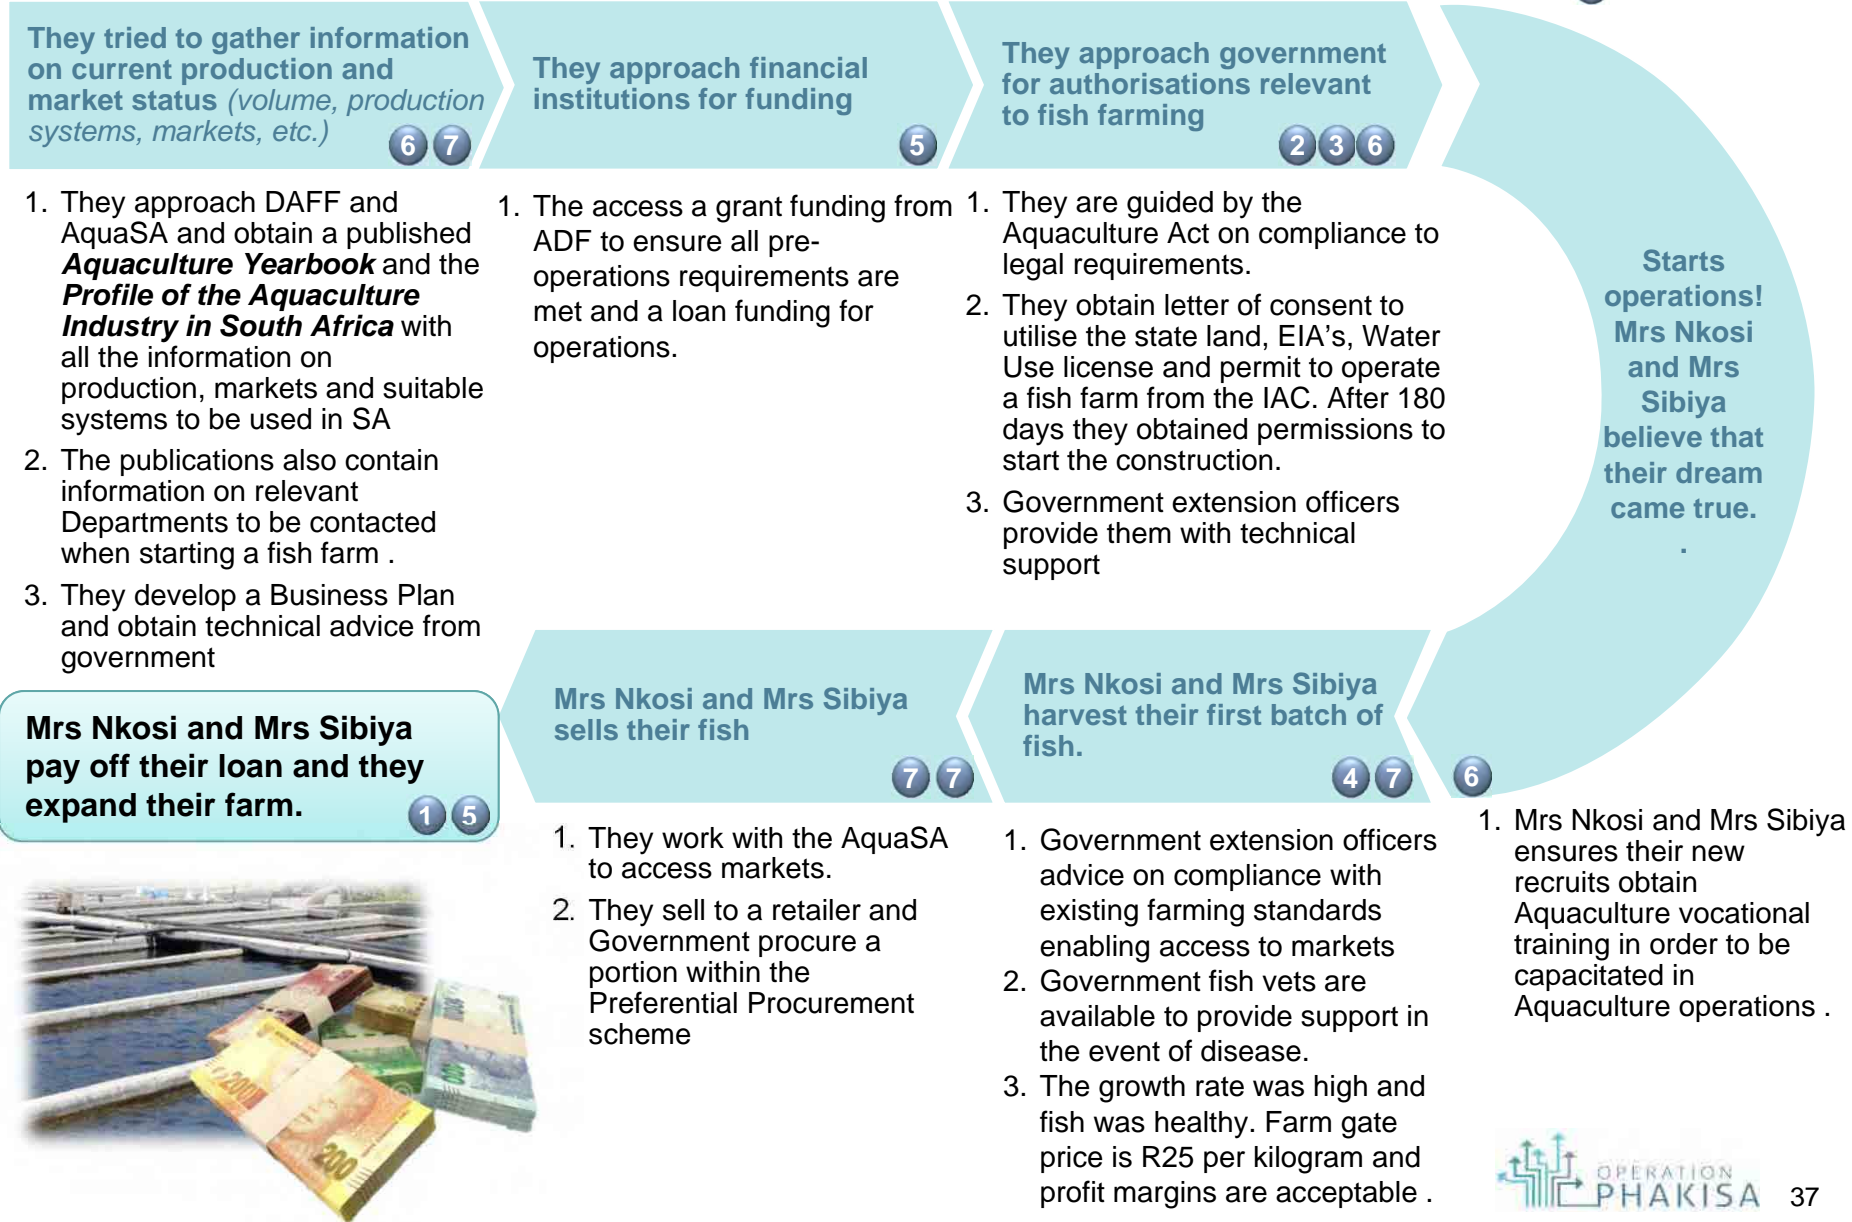 They tried to gather information
on current production and
market status (volume, production
systems, markets, etc.)
6 7
They approach financial
institutions for funding
5
They approach government
for authorisations relevant
to fish farming
2 3 6
1. They approach DAFF and
AquaSA and obtain a published
Aquaculture Yearbook and the
Profile of the Aquaculture
Industry in South Africa with
all the information on
production, markets and suitable
systems to be used in SA
2. The publications also contain
information on relevant
Departments to be contacted
when starting a fish farm .
3. They develop a Business Plan
and obtain technical advice from
government
1. The access a grant funding from
ADF to ensure all pre-
operations requirements are
met and a loan funding for
operations.
1. They are guided by the
Aquaculture Act on compliance to
legal requirements.
2. They obtain letter of consent to
utilise the state land, EIA's, Water
Use license and permit to operate
a fish farm from the IAC. After 180
days they obtained permissions to
start the construction.
3. Government extension officers
provide them with technical
support
Starts
operations!
Mrs Nkosi
and Mrs
Sibiya
believe that
their dream
came true.
.
6
1. Mrs Nkosi and Mrs Sibiya
ensures their new
recruits obtain
Aquaculture vocational
training in order to be
capacitated in
Aquaculture operations .
Mrs Nkosi and Mrs Sibiya
harvest their first batch of
fish.
4 7
1. Government extension officers
advice on compliance with
existing farming standards
enabling access to markets
2. Government fish vets are
available to provide support in
the event of disease.
3. The growth rate was high and
fish was healthy. Farm gate
price is R25 per kilogram and
profit margins are acceptable .
Mrs Nkosi and Mrs Sibiya
sells their fish
7 7
1. They work with the AquaSA
to access markets.
2. They sell to a retailer and
Government procure a
portion within the
Preferential Procurement
scheme
Mrs Nkosi and Mrs Sibiya
pay off their loan and they
expand their farm.
1 5
200
200
OPERATION
PHAKISA
37